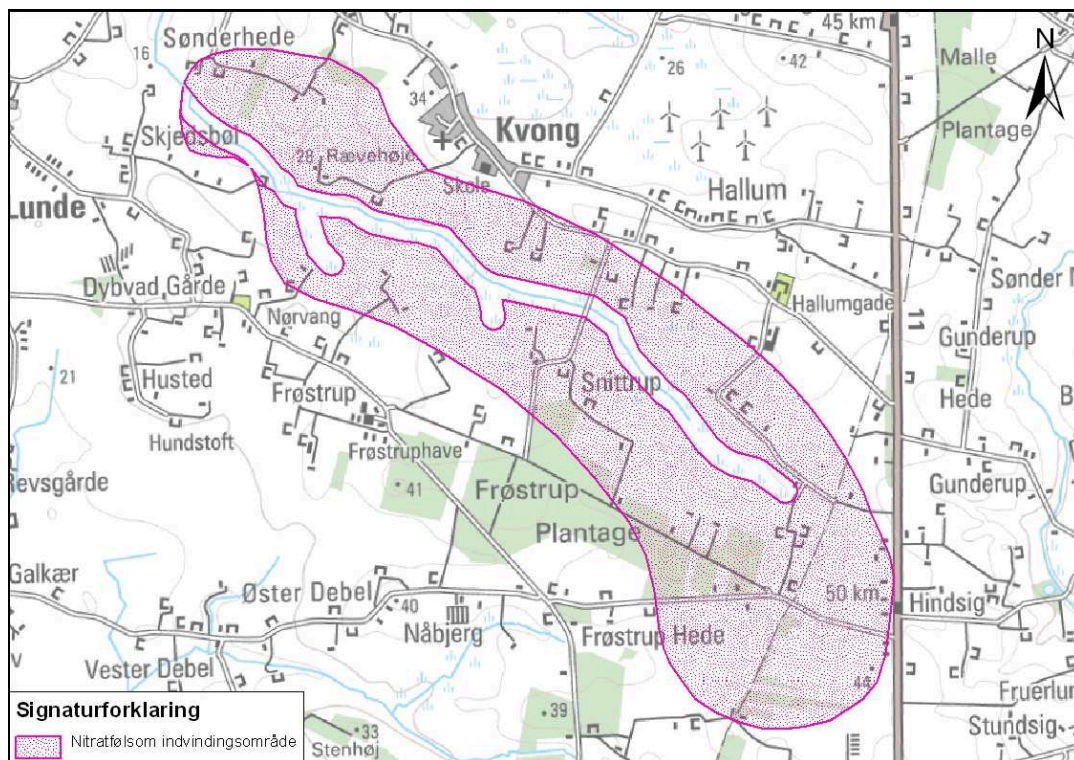 45 km
Sønderhede
16
42
26
Malle
Plantage
N
34
Kvong
Skjedsbøl
28
Rævehøje
Skole
Hallum
Lunde
Dybvad Gårde
Nørvang
Hallumgade
11
Sønder
Gunderup
21
Husted
Frøstrup
Snittrup
Hede
Hundstoft
Frøstruphave
Revsgårde
41
Frøstrup
Plantage
Gunderup
Galkær
Øster Debel
40
Nåbjerg
50 km
Hindsig
Frøstrup Hede
Vester Debel
44
39
Fruerlun
Stundsig
33
Stenhøj
Signaturforklaring
Nitratfølsom indvindingsområde